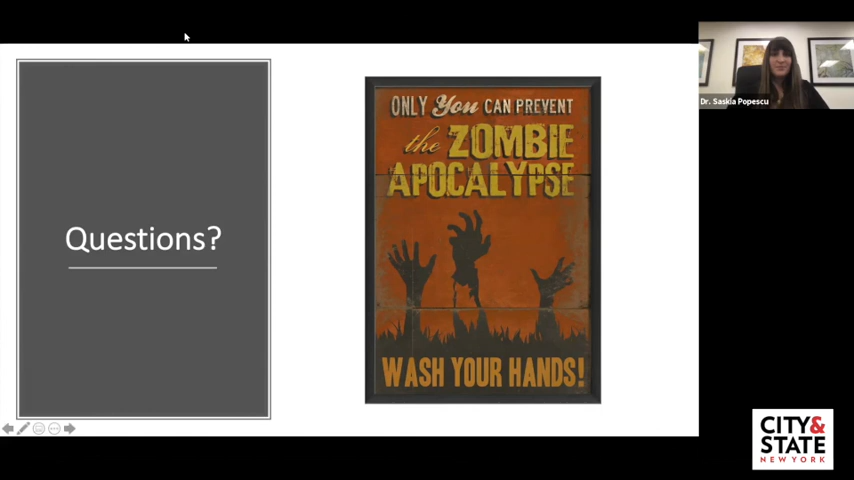 Questions?
ONLY You CAN PREVENT
the ZOMBIE
APOCALYPSE
WASH YOUR HANDS!
Dr. Saskia Popescu
CITY&
STATE
NEW YORK